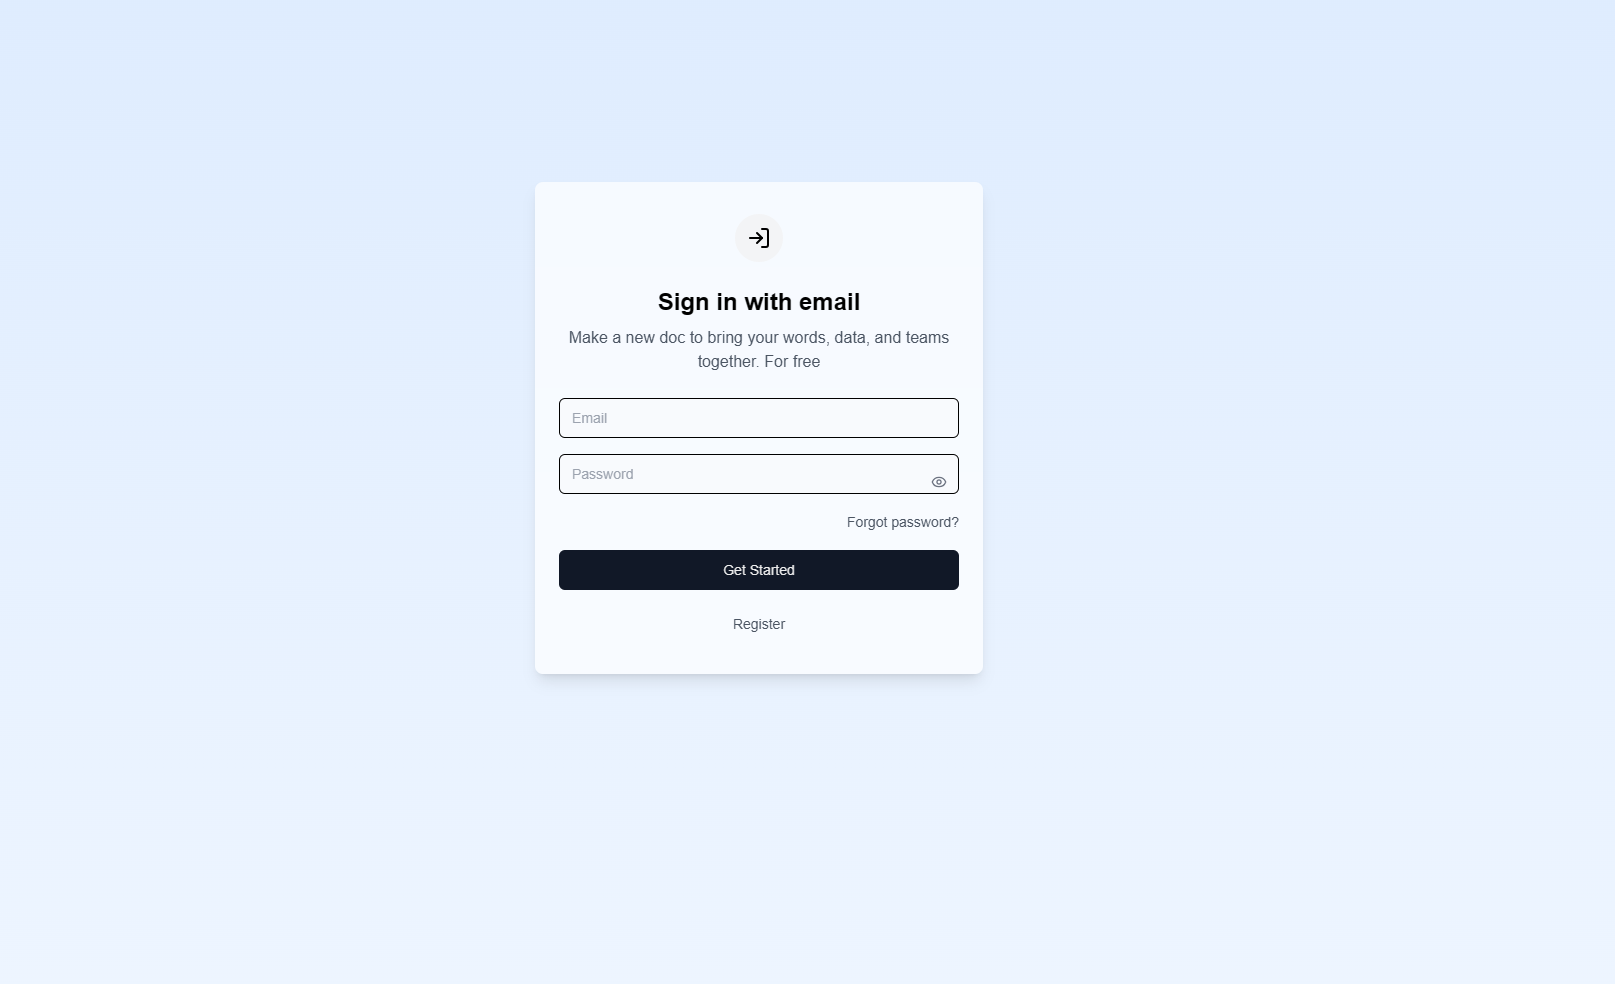 Sign in with email
Make a new doc to bring your words, data, and teams
together. For free
Email
Password
Forgot password?
Get Started
Register